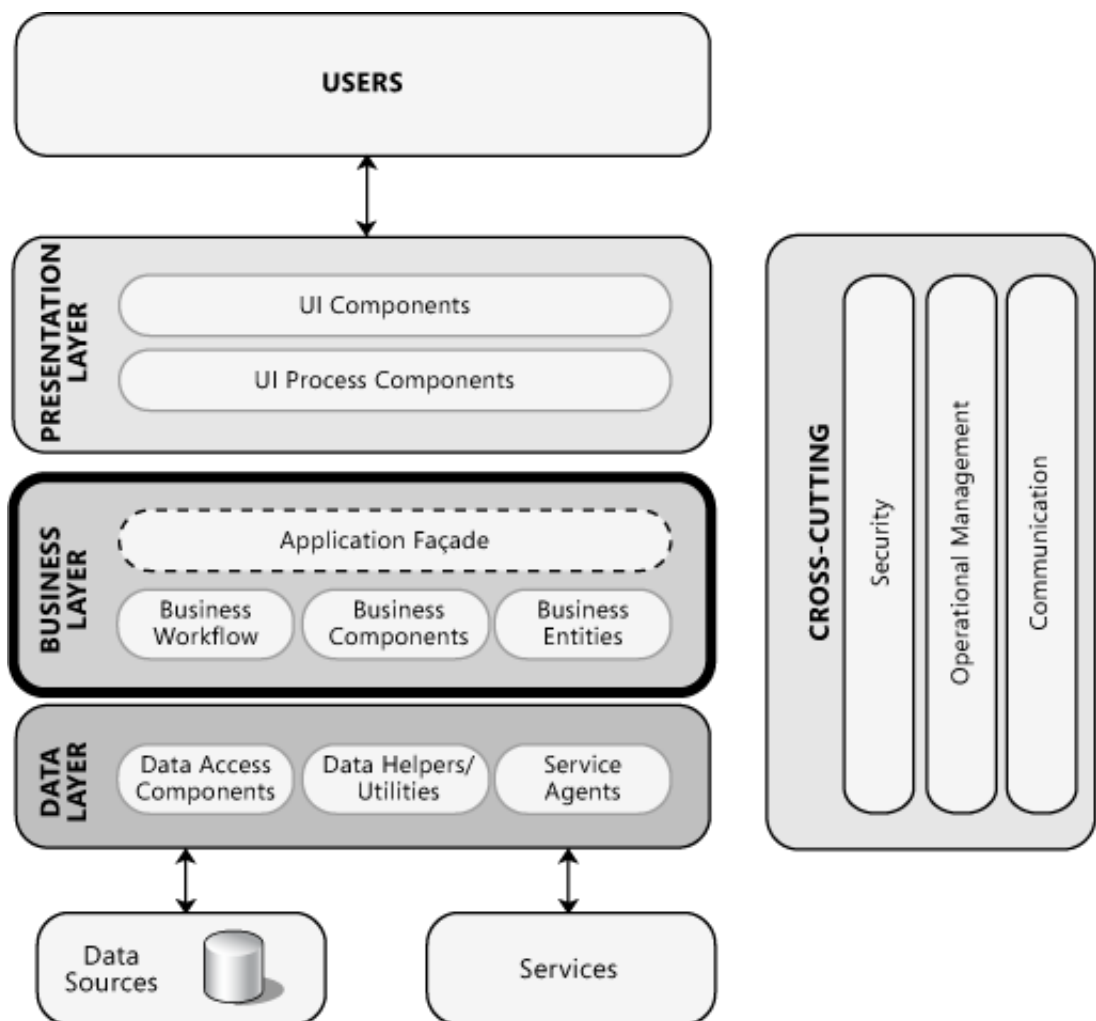 USERS
PRESENTATION
LAYER
UI Components
UI Process Components
BUSINESS
LAYER
Application Façade
Business
Workflow
Business
Components
Business
Entities
DATA
LAYER
Data Access
Components
Data Helpers/
Utilities
Service
Agents
Data
Sources
Services
CROSS-CUTTING
Security
Operational Management
Communication